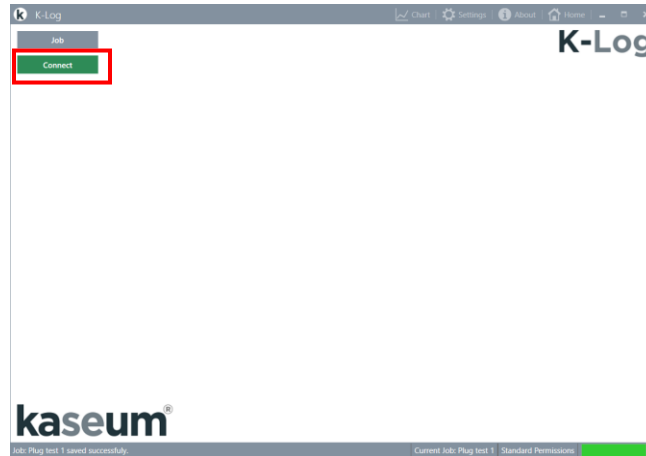 K-Log
Chart
Settings
About
Home
Job
K-Log
Connect
kaseum®
Job: Plug test 1 saved successfuly.
Current Job: Plug test 1
Standard Permissions